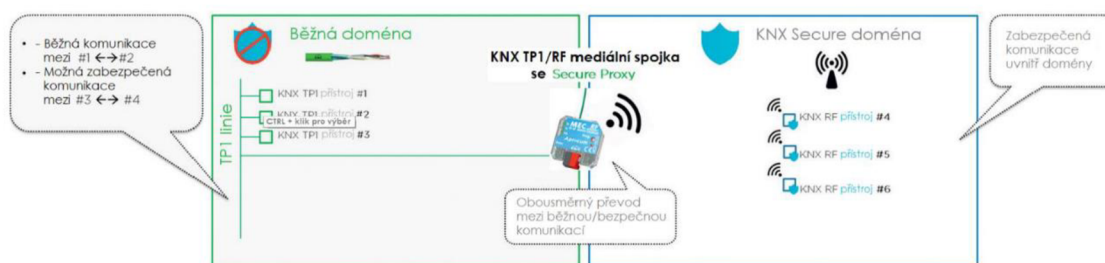 - Běžná komunikace
mezi #1 ←→#2
- Možná zabezpečená
komunikace
mezi #3 ←→ #4
Běžná doména
TP1 linie
KNX TP1 přístroj #1
KNX TP1 přístroj #2
CTRL + klik pro výběr
KNX TP1 přístroj #3
KNX TP1/RF mediální spojka
se Secure Proxy
Obousměrný převod
mezi běžnou/bezpečnou
komunikací
KNX Secure doména
KNX RF přístroj #4
KNX RF přístroj #5
KNX RF přístroj #6
Zabezpečená
komunikace
uvnitř domény